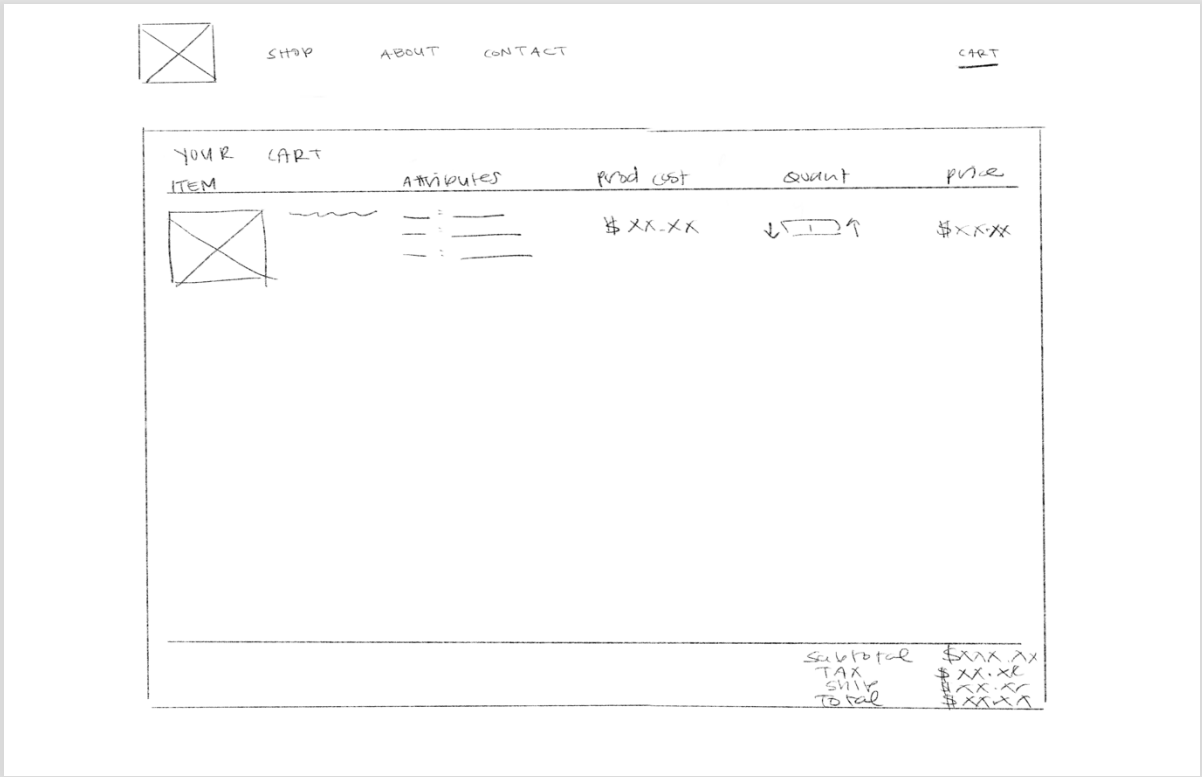 SHOP ABOUT CONTACT CART
YOUR CART
ITEM Attributes prod cost Quant price
$ XX.XX 1 $XX.XX
Subtotal $XXX.XX
TAX $ XX.XX
SHIP $ XX.XX
Total $ XX.XX